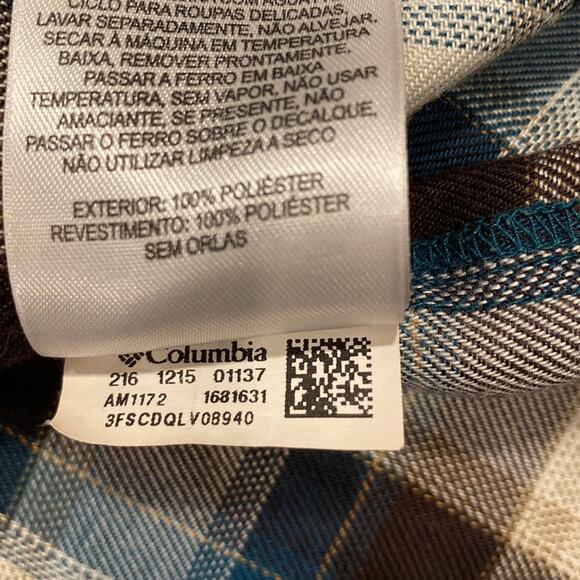 CICLO PARA ROUPAS DELICADAS,
LAVAR SEPARADAMENTE, NÃO ALVEJAR,
SECAR À MÁQUINA EM TEMPERATURA
BAIXA, REMOVER PRONTAMENTE.
PASSAR A FERRO EM BAIXA
TEMPERATURA, SEM VAPOR, NÃO USAR
AMACIANTE, SE PRESENTE, NÃO
PASSAR O FERRO SOBRE O DECALQUE,
NÃO UTILIZAR LIMPEZA À SECO
EXTERIOR: 100% POLIÉSTER
REVESTIMENTO: 100% POLIÉSTER
SEM ORLAS
Columbia
216 1215 01137
AM1172 1681631
3FSCDQLV08940